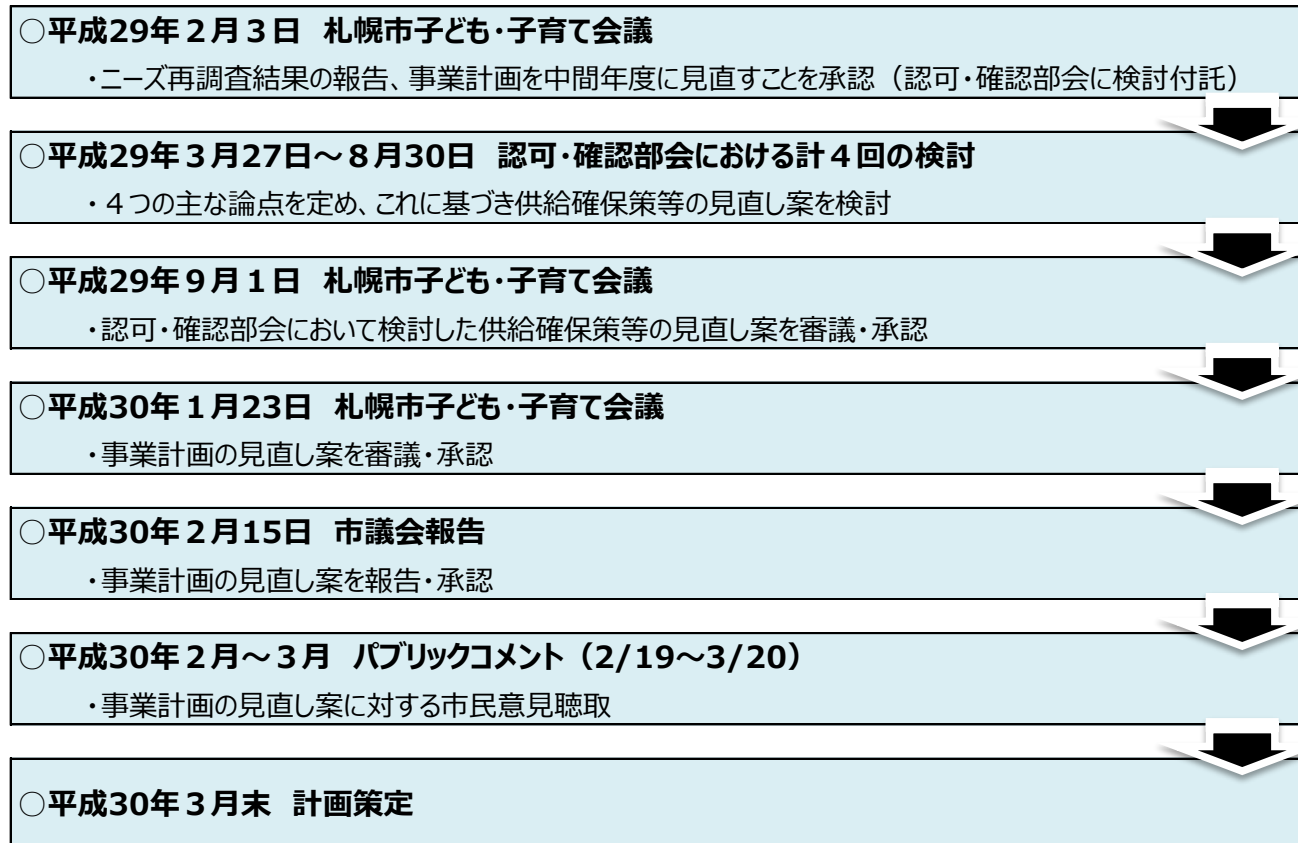 ○平成29年２月３日　札幌市子ども・子育て会議
・ニーズ再調査結果の報告、事業計画を中間年度に見直すことを承認（認可・確認部会に検討付託）
○平成29年３月27日～８月30日　認可・確認部会における計４回の検討
・４つの主な論点を定め、これに基づき供給確保策等の見直し案を検討
○平成29年９月１日　札幌市子ども・子育て会議
・認可・確認部会において検討した供給確保策等の見直し案を審議・承認
○平成30年１月23日　札幌市子ども・子育て会議
・事業計画の見直し案を審議・承認
○平成30年２月15日　市議会報告
・事業計画の見直し案を報告・承認
○平成30年２月～３月　パブリックコメント（2/19～3/20）
・事業計画の見直し案に対する市民意見聴取
○平成30年３月末　計画策定